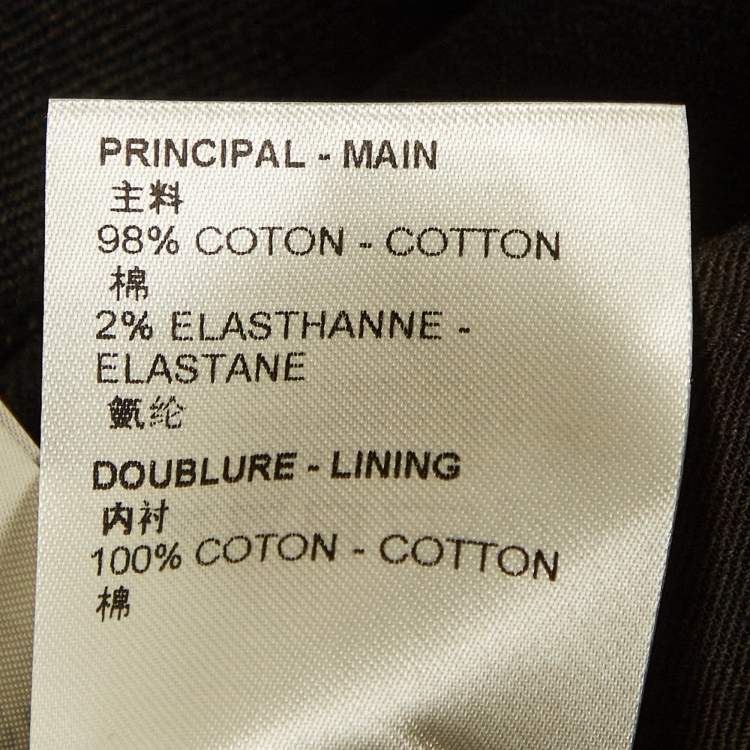 PRINCIPAL - MAIN
主料
98% COTON - COTTON
棉
2% ELASTHANNE -
ELASTANE
氨纶
DOUBLURE - LINING
内衬
100% COTON - COTTON
棉